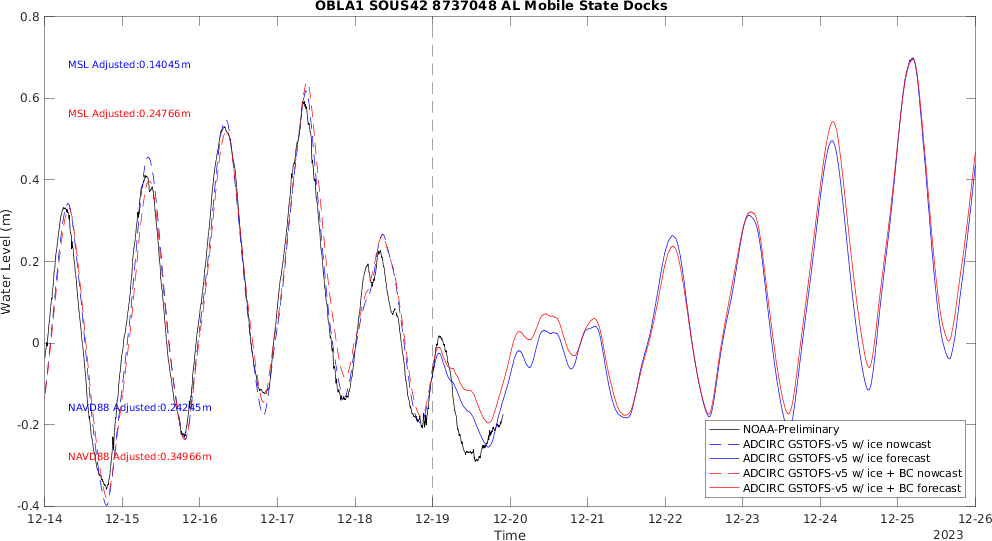 OBLA1 SOUS42 8737048 AL Mobile State Docks
0.8
0.6
0.4
0.2
0
-0.2
-0.4
Water Level (m)
MSL Adjusted:0.14045m
MSL Adjusted:0.24766m
NAVD88 Adjusted:0.24245m
NAVD88 Adjusted:0.34966m
NOAA-Preliminary
ADCIRC GSTOFS-v5 w/ ice nowcast
ADCIRC GSTOFS-v5 w/ ice forecast
ADCIRC GSTOFS-v5 w/ ice + BC nowcast
ADCIRC GSTOFS-v5 w/ ice + BC forecast
12-14 12-15 12-16 12-17 12-18 12-19 12-20 12-21 12-22 12-23 12-24 12-25 12-26
Time
2023